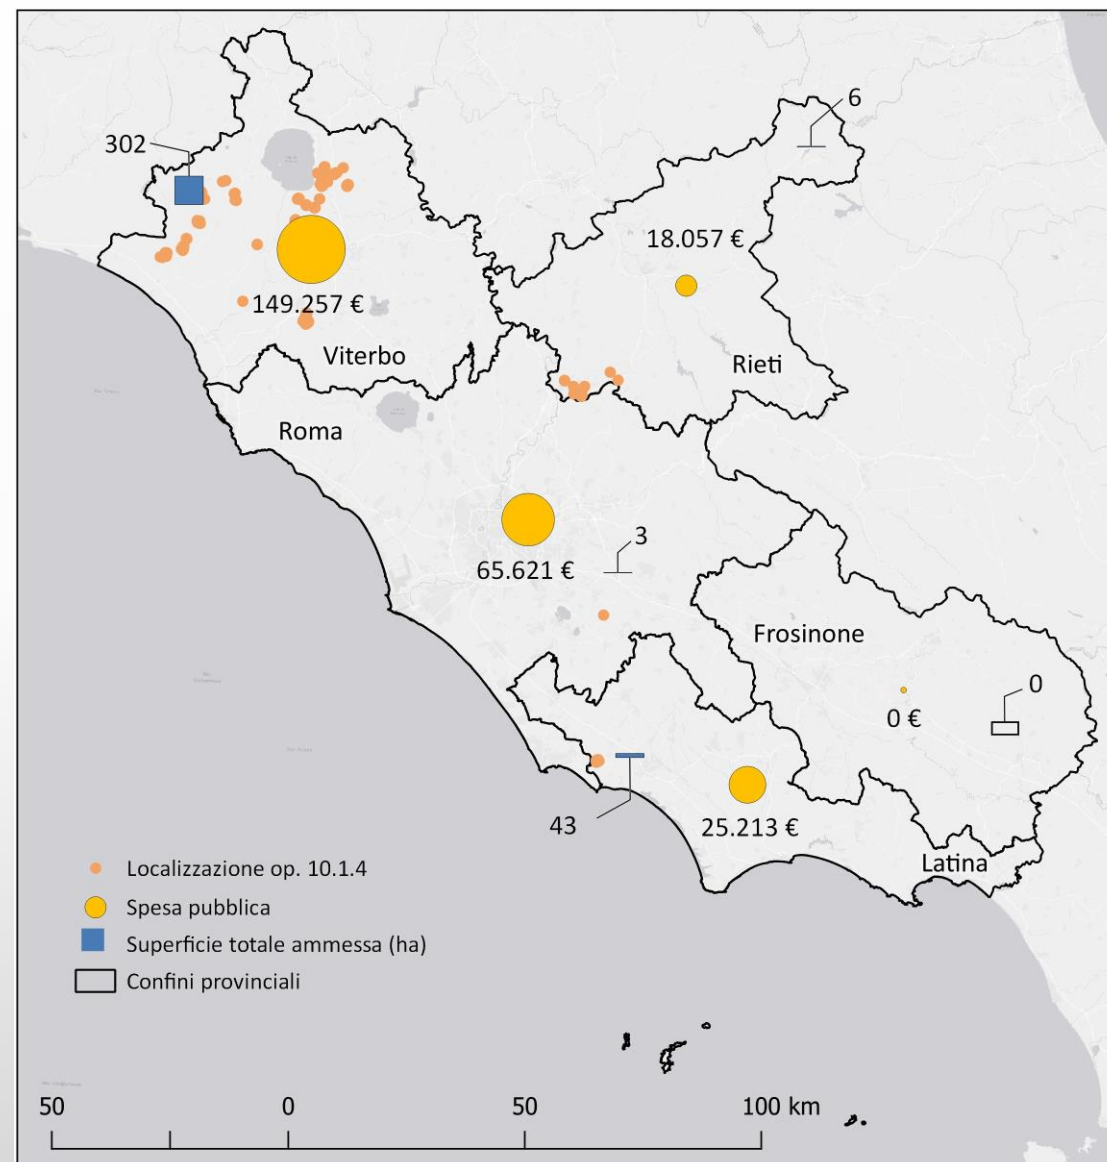 6
302
18.057 €
149.257 €
Viterbo
Rieti
Roma
3
65.621 €
Frosinone
0
0 €
43
25.213 €
Latina
Localizzazione op. 10.1.4
Spesa pubblica
Superficie totale ammessa (ha)
Confini provinciali
50
0
50
100 km